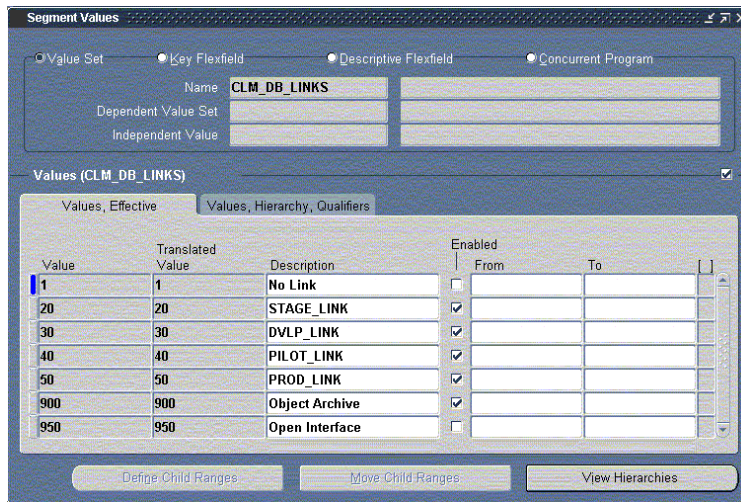 Segment Values
Value Set Key Flexfield Descriptive Flexfield Concurrent Program
Name CLM_DB_LINKS
Dependent Value Set
Independent Value
Values (CLM_DB_LINKS)
Values, Effective Values, Hierarchy, Qualifiers
Value Translated Value Description Enabled From To [ ]
1 1 No Link
20 20 STAGE_LINK
30 30 DVLP_LINK
40 40 PILOT_LINK
50 50 PROD_LINK
900 900 Object Archive
950 950 Open Interface
Define Child Ranges Move Child Ranges View Hierarchies